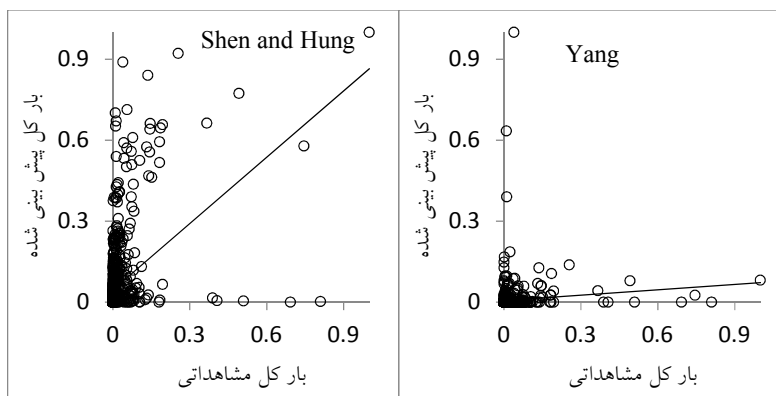 Shen and Hung
0.9
0.6
0.3
0
0 0.3 0.6 0.9
بار کل پیش بینی شده
بار کل مشاهداتی
Yang
0.9
0.6
0.3
0
0 0.3 0.6 0.9
بار کل پیش بینی شده
بار کل مشاهداتی